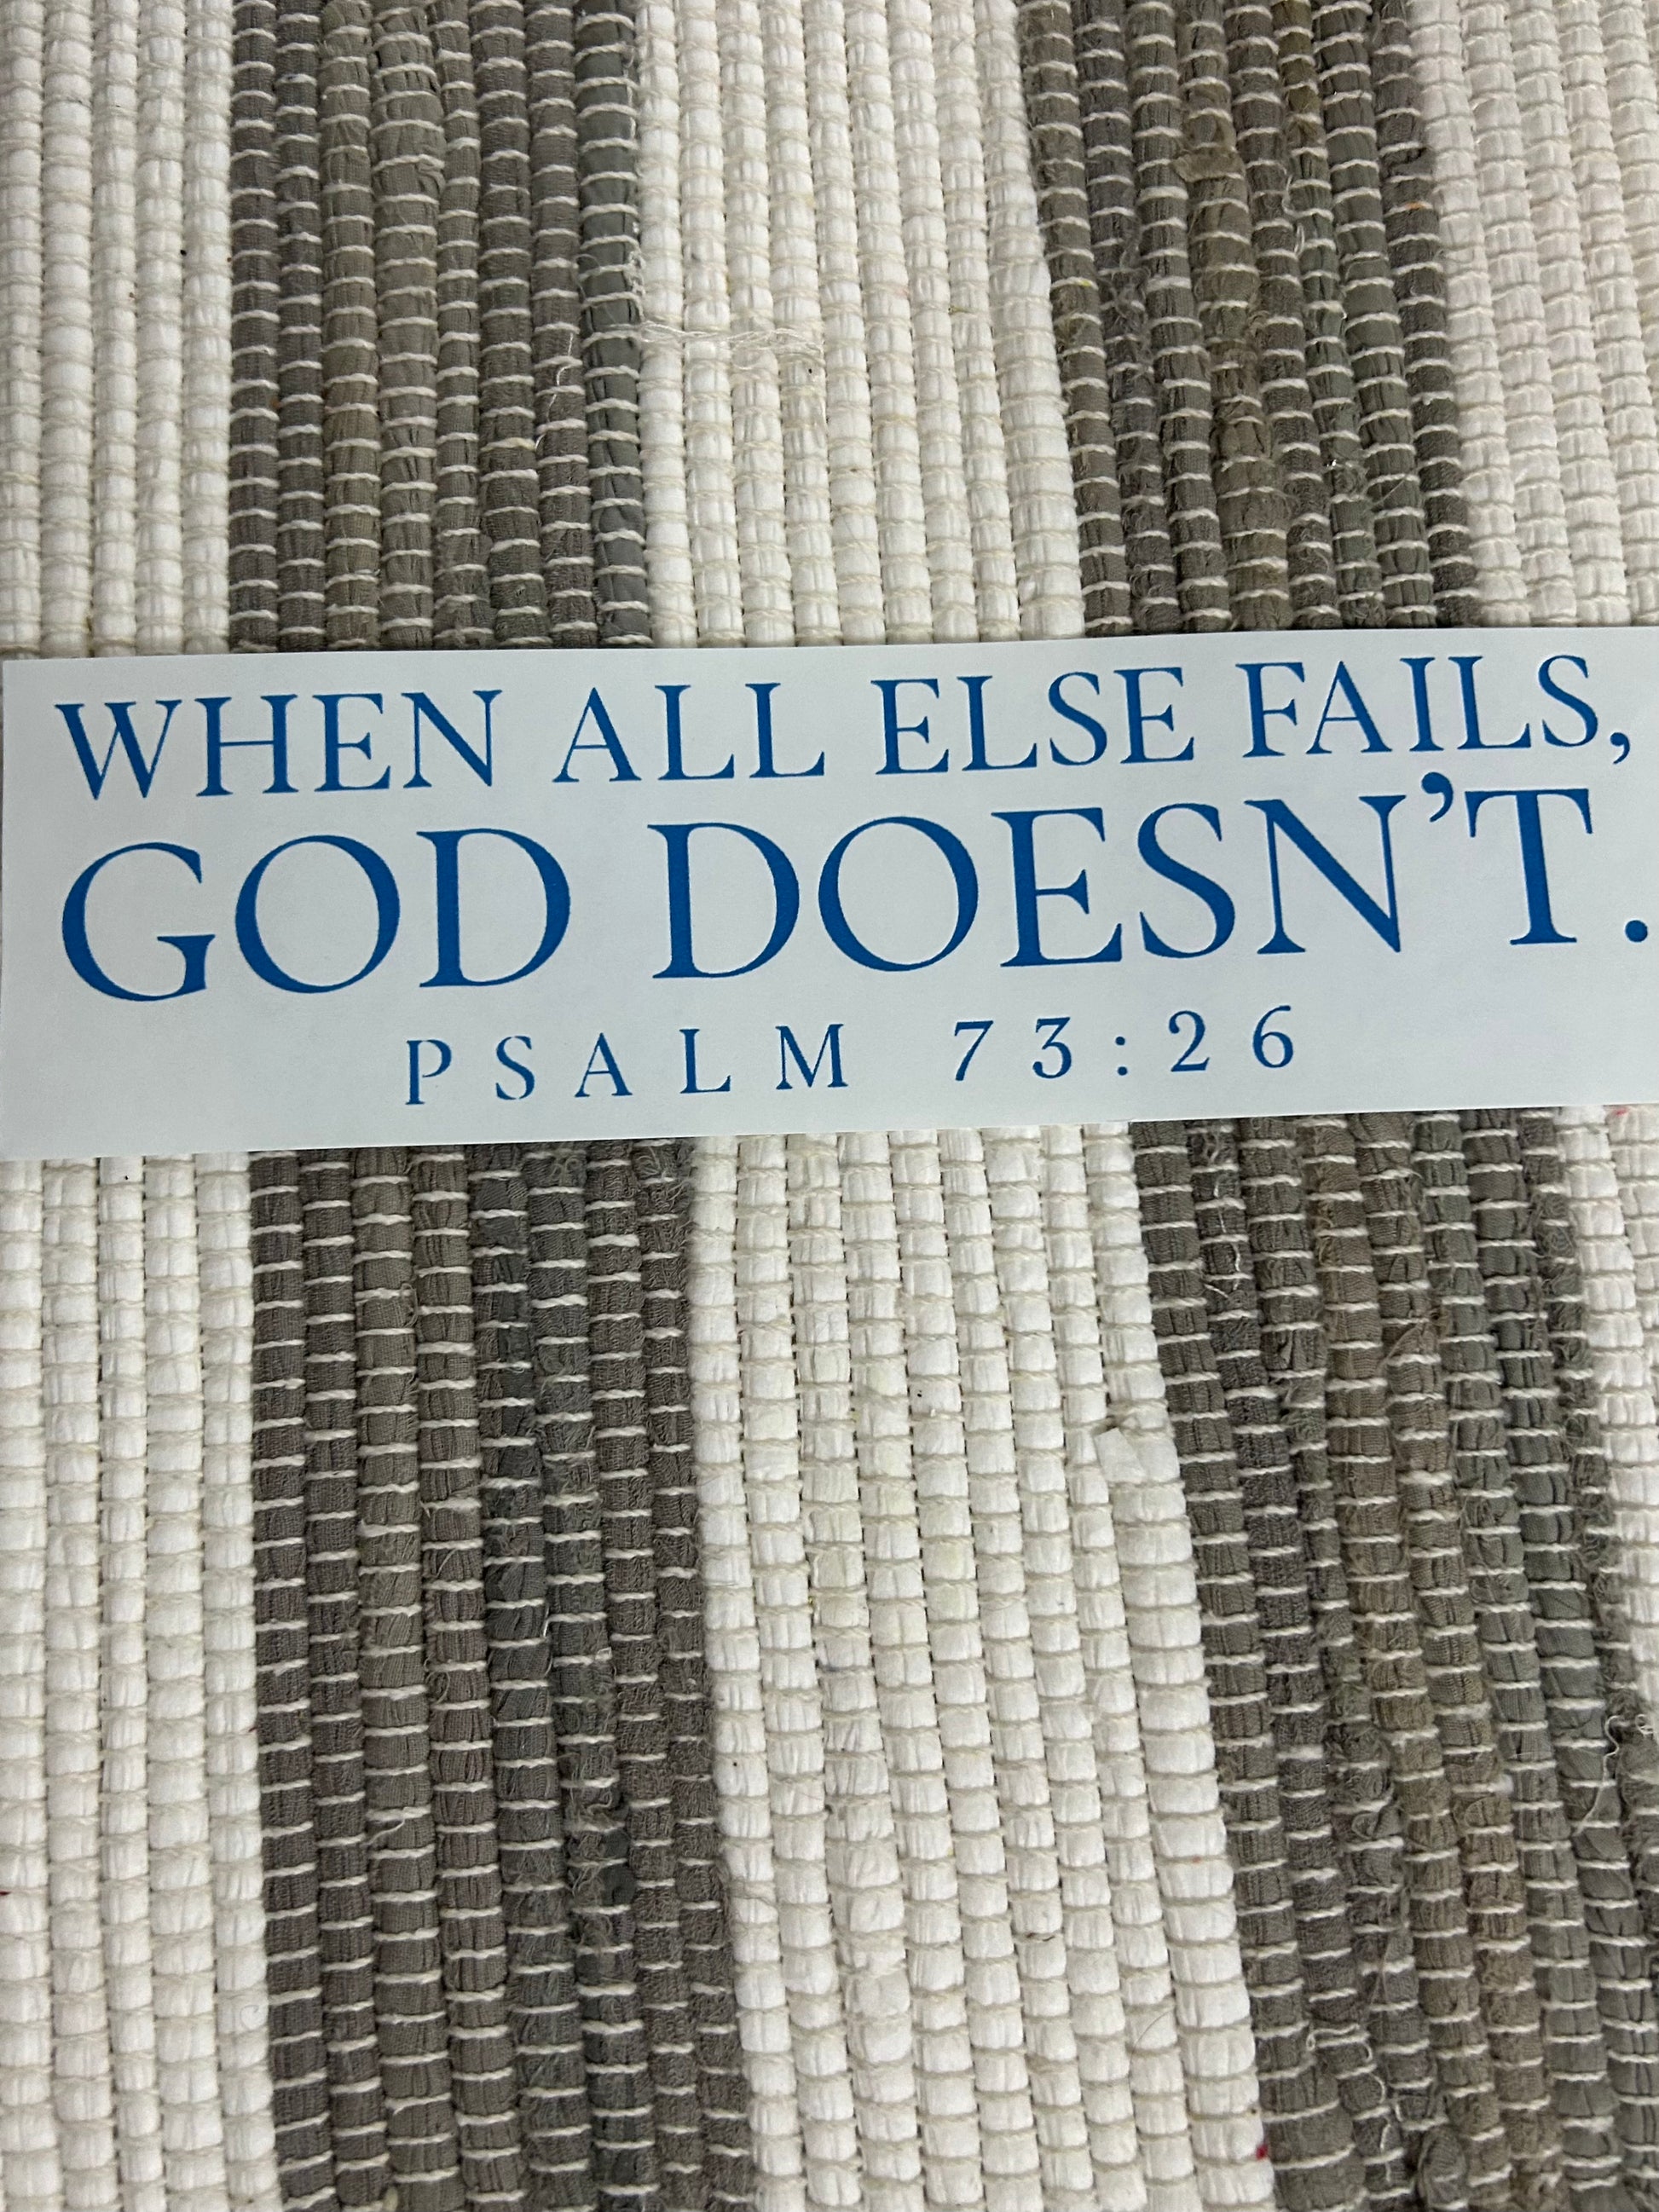 WHEN ALL ELSE FAILS,
GOD DOESN'T.
PSALM 73:26